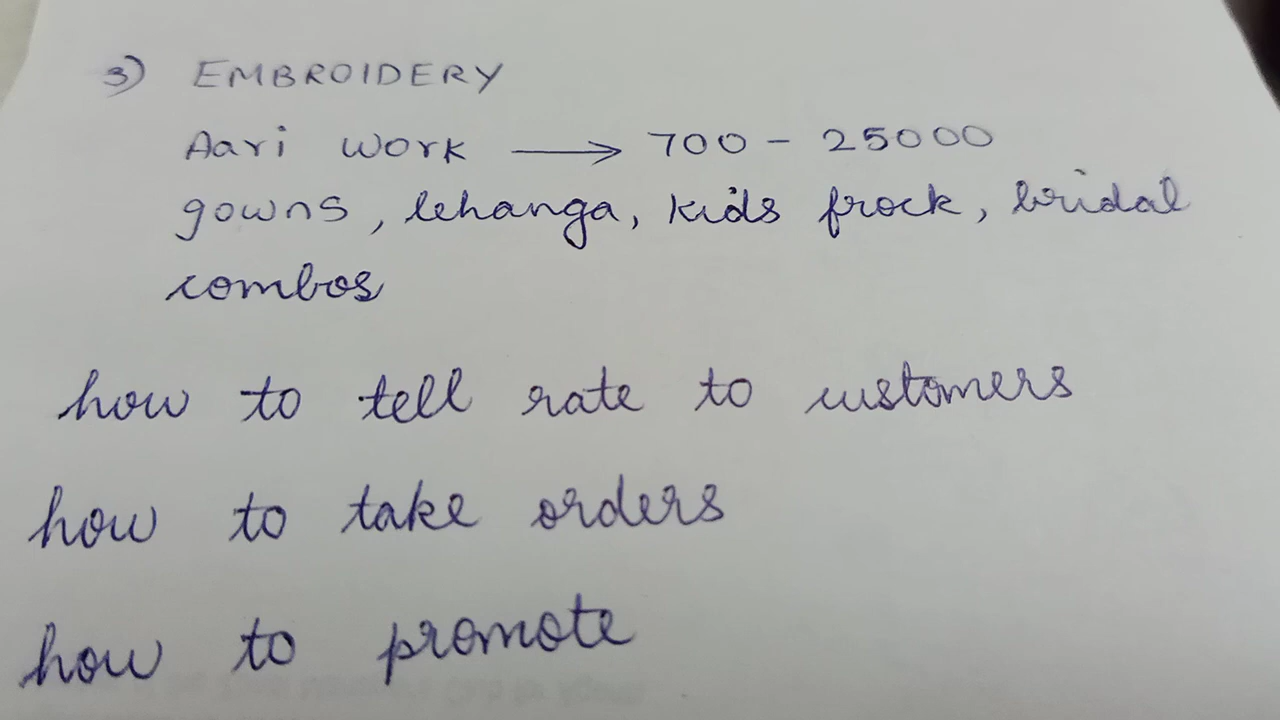 3) EMBROIDERY
Aari work → 700 - 25000
gowns, lehanga, kids frock, bridal
combos
how to tell rate to customers
how to take orders
how to promote